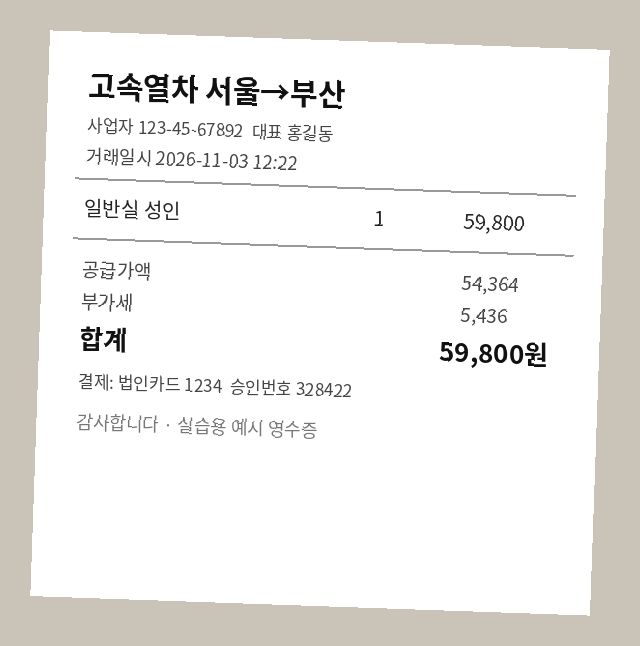 고속열차 서울→부산
사업자 123-45-67892 대표 홍길동
거래일시 2026-11-03 12:22
일반실 성인 1 59,800
공급가액 54,364
부가세 5,436
합계 59,800원
결제: 법인카드 1234 승인번호 328422
감사합니다 · 실습용 예시 영수증